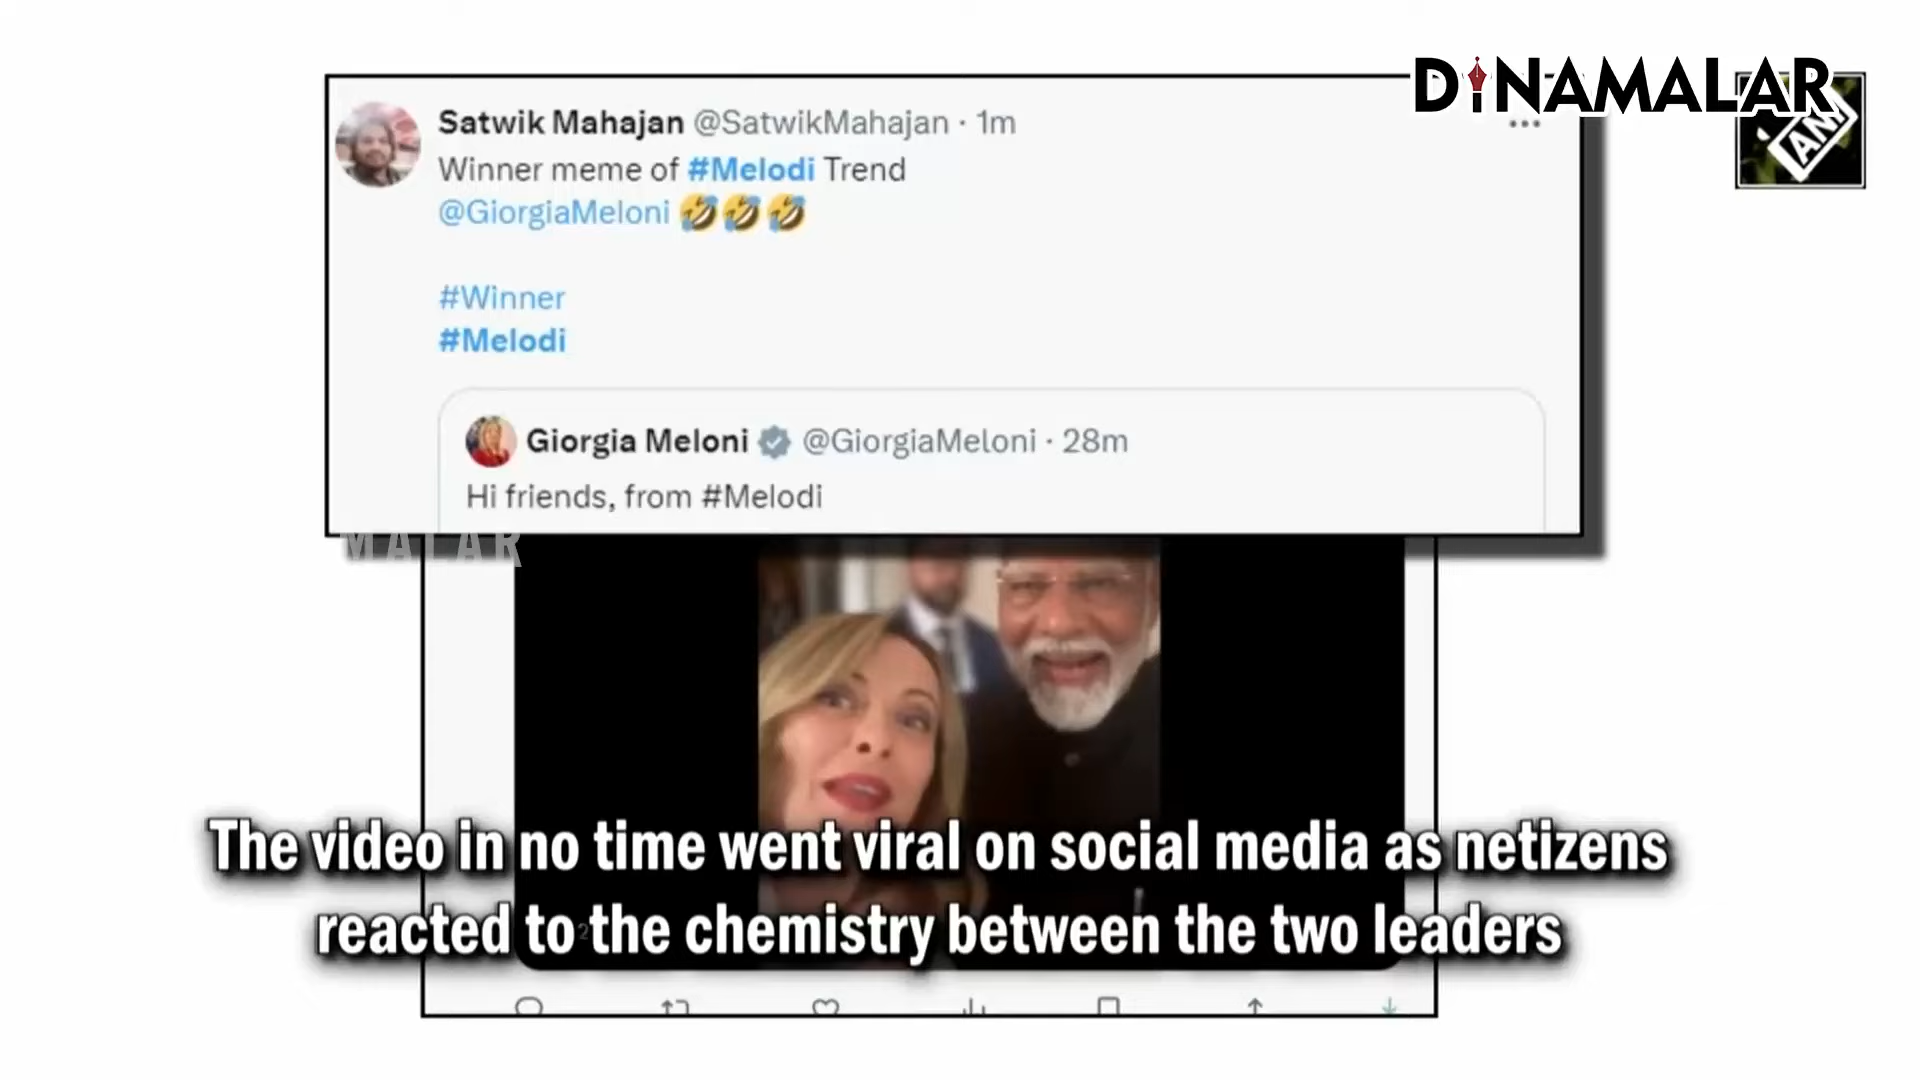 DiNAMALAR
ANI
Satwik Mahajan @SatwikMahajan · 1m
Winner meme of #Melodi Trend
@GiorgiaMeloni 🤣🤣🤣
#Winner
#Melodi
Giorgia Meloni @GiorgiaMeloni · 28m
Hi friends, from #Melodi
MALAR
The video in no time went viral on social media as netizens
reacted to the chemistry between the two leaders